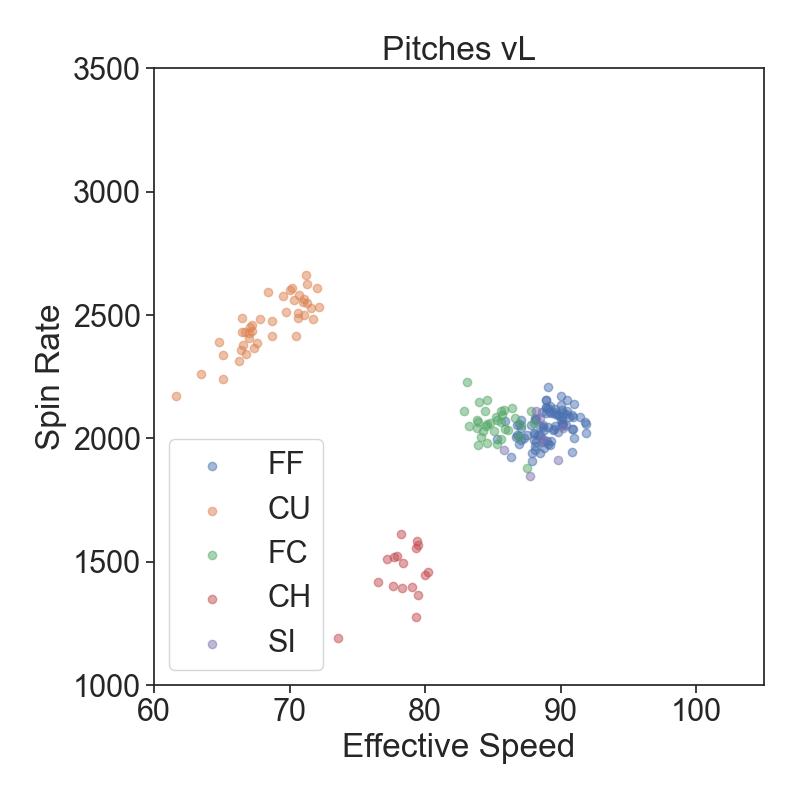 Pitches vL
3500
3000
2500
2000
1500
1000
Spin Rate
FF
CU
FC
CH
SI
60 70 80 90 100
Effective Speed